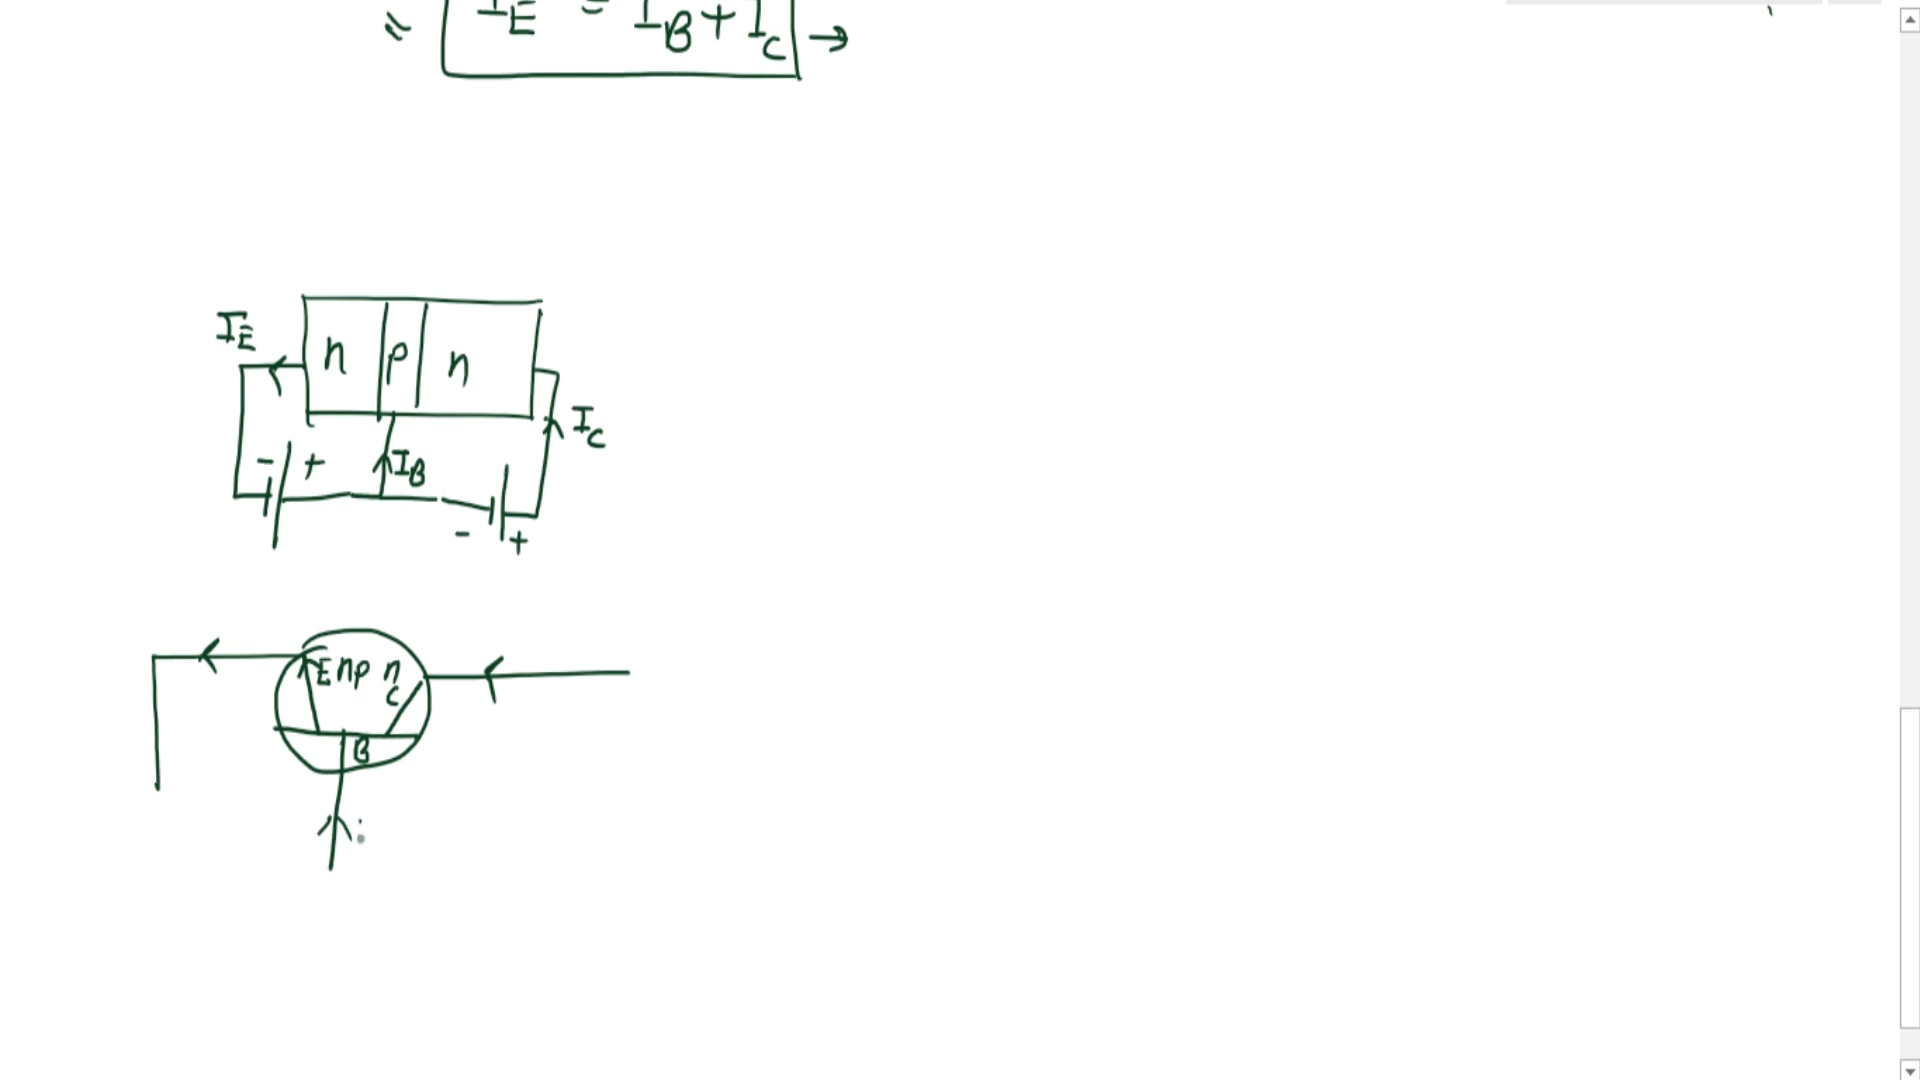 I_E = I_B + I_C →
I_E
n p n
I_C
- + I_B
- +
E n p n
C
B